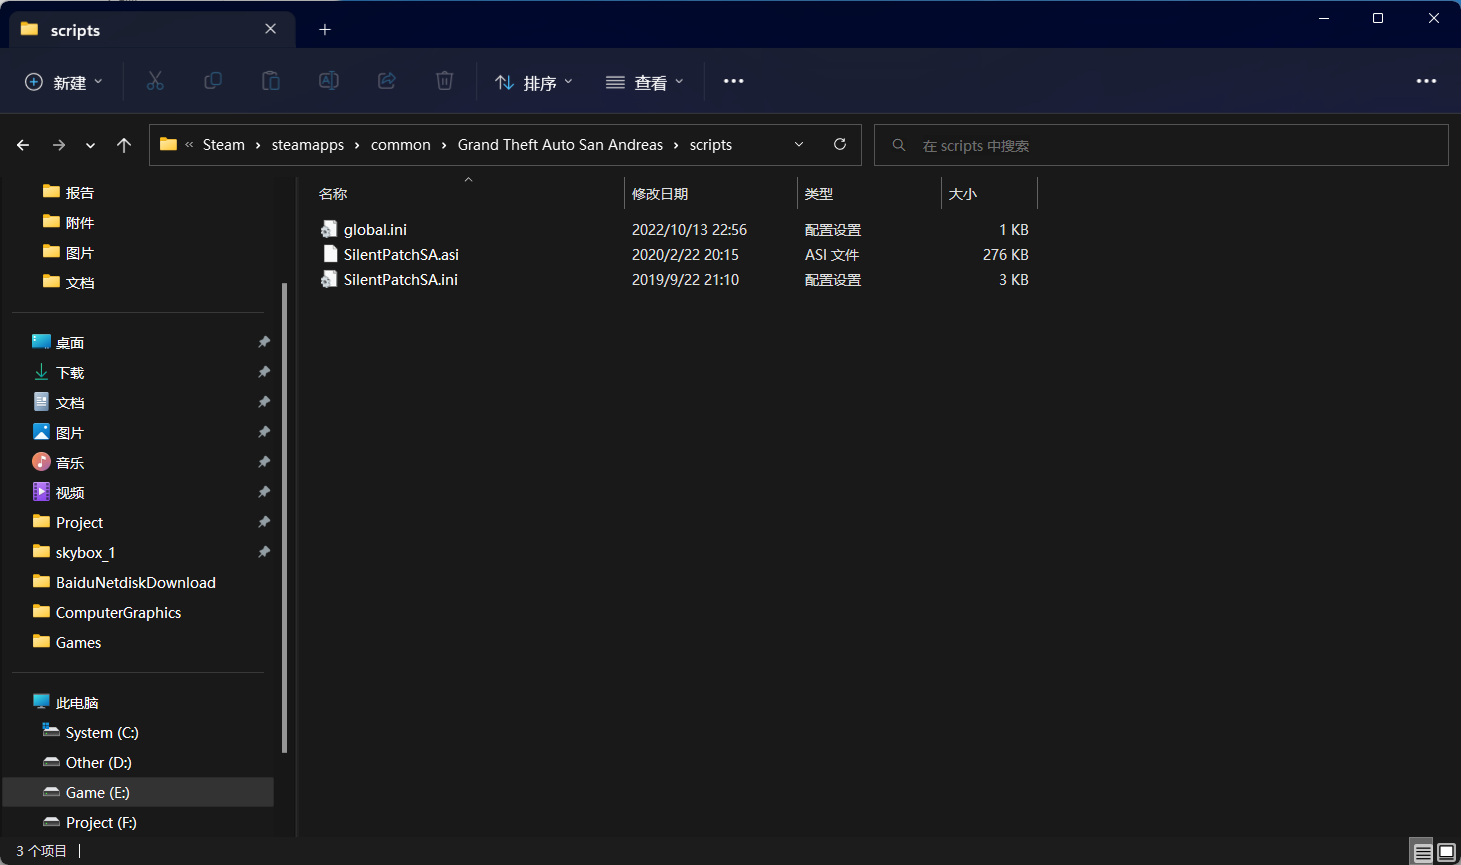 scripts
新建
排序
查看
« Steam › steamapps › common › Grand Theft Auto San Andreas › scripts
在 scripts 中搜索
报告
附件
图片
文档
桌面
下载
文档
图片
音乐
视频
Project
skybox_1
BaiduNetdiskDownload
ComputerGraphics
Games
此电脑
System (C:)
Other (D:)
Game (E:)
Project (F:)
名称 修改日期 类型 大小
global.ini 2022/10/13 22:56 配置设置 1 KB
SilentPatchSA.asi 2020/2/22 20:15 ASI 文件 276 KB
SilentPatchSA.ini 2019/9/22 21:10 配置设置 3 KB
3 个项目